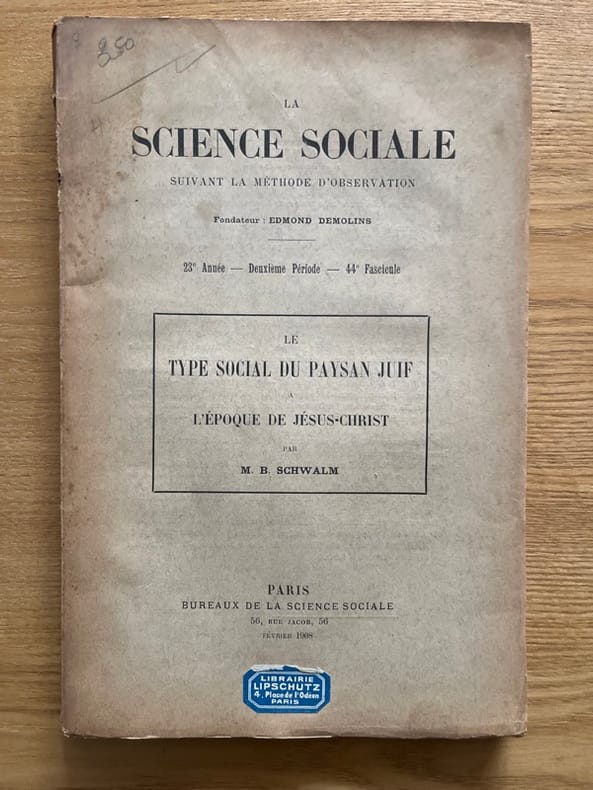 LA
SCIENCE SOCIALE
SUIVANT LA MÉTHODE D'OBSERVATION
Fondateur : EDMOND DEMOLINS
23e Année — Deuxième Période — 44e Fascicule
LE
TYPE SOCIAL DU PAYSAN JUIF
A
L'ÉPOQUE DE JÉSUS-CHRIST
PAR
M. B. SCHWALM
PARIS
BUREAUX DE LA SCIENCE SOCIALE
56, RUE JACOB, 56
FÉVRIER 1908
LIBRAIRIE
LIPSCHUTZ
4, Place de l'Odéon
PARIS